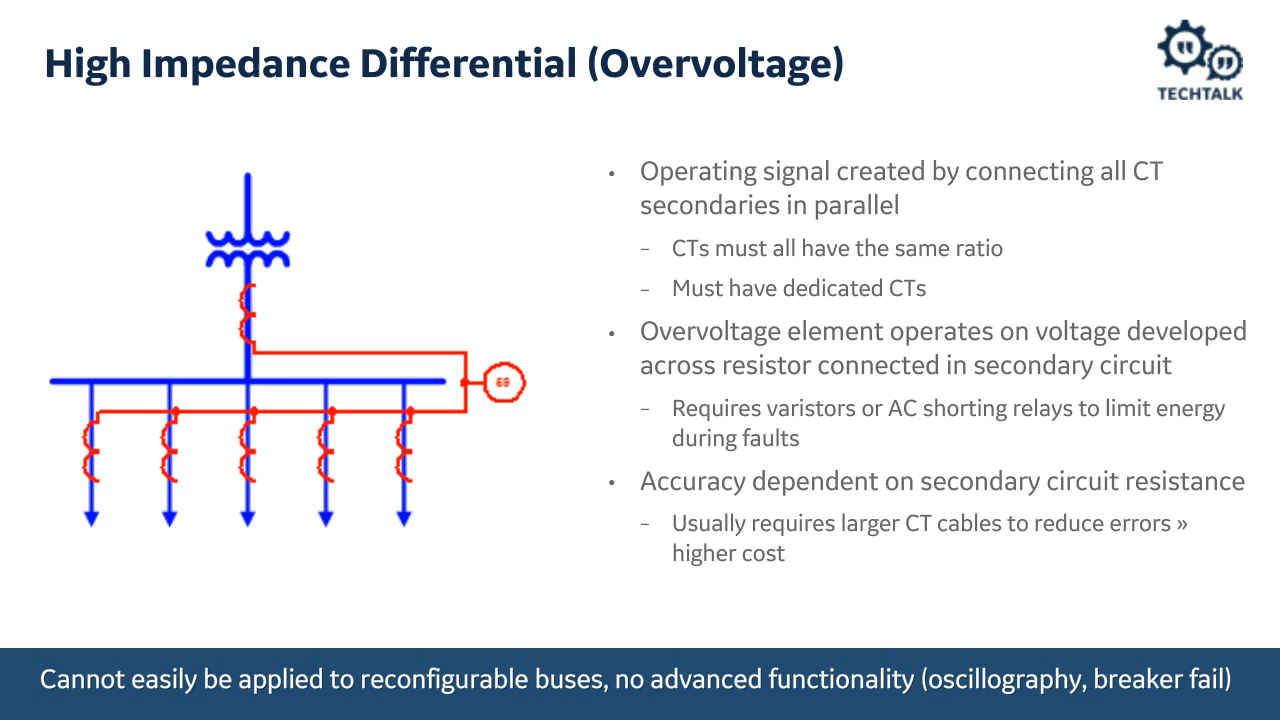 High Impedance Differential (Overvoltage)
TECHTALK
• Operating signal created by connecting all CT
secondaries in parallel
– CTs must all have the same ratio
– Must have dedicated CTs
• Overvoltage element operates on voltage developed
across resistor connected in secondary circuit
– Requires varistors or AC shorting relays to limit energy
during faults
• Accuracy dependent on secondary circuit resistance
– Usually requires larger CT cables to reduce errors »
higher cost
Cannot easily be applied to reconfigurable buses, no advanced functionality (oscillography, breaker fail)